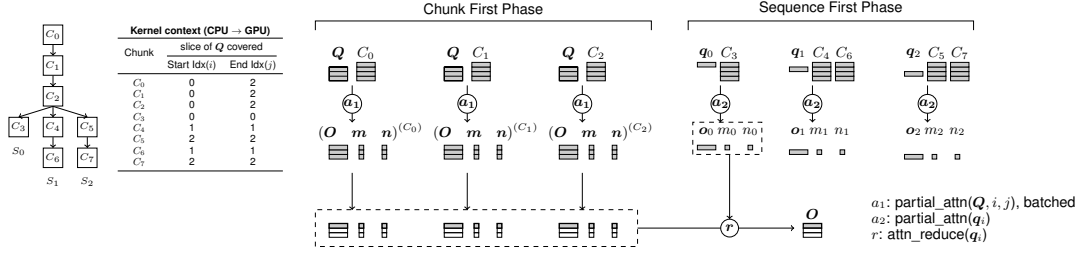 C0
C1
C2
C3 C4 C5
S0
C6 C7
S1 S2
Kernel context (CPU → GPU)
Chunk slice of Q covered
Start Idx(i) End Idx(j)
C0 0 2
C1 0 2
C2 0 2
C3 0 0
C4 1 1
C5 2 2
C6 1 1
C7 2 2
Chunk First Phase
Q C0 Q C1 Q C2
a1 a1 a1
(O m n)(C0) (O m n)(C1) (O m n)(C2)
Sequence First Phase
q0 C3 q1 C4 C6 q2 C5 C7
a2 a2 a2
o0 m0 n0 o1 m1 n1 o2 m2 n2
r
O
a1: partial_attn(Q, i, j), batched
a2: partial_attn(qi)
r: attn_reduce(qi)